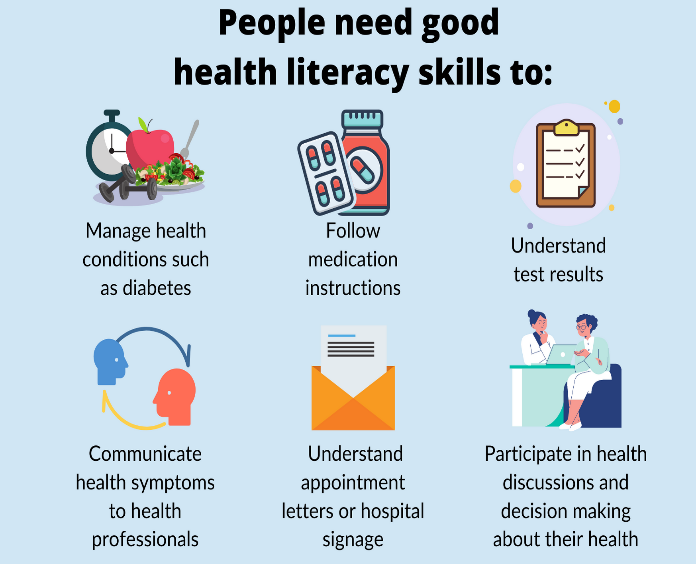 People need good
health literacy skills to:
Manage health
conditions such
as diabetes
Follow
medication
instructions
Understand
test results
Communicate
health symptoms
to health
professionals
Understand
appointment
letters or hospital
signage
Participate in health
discussions and
decision making
about their health